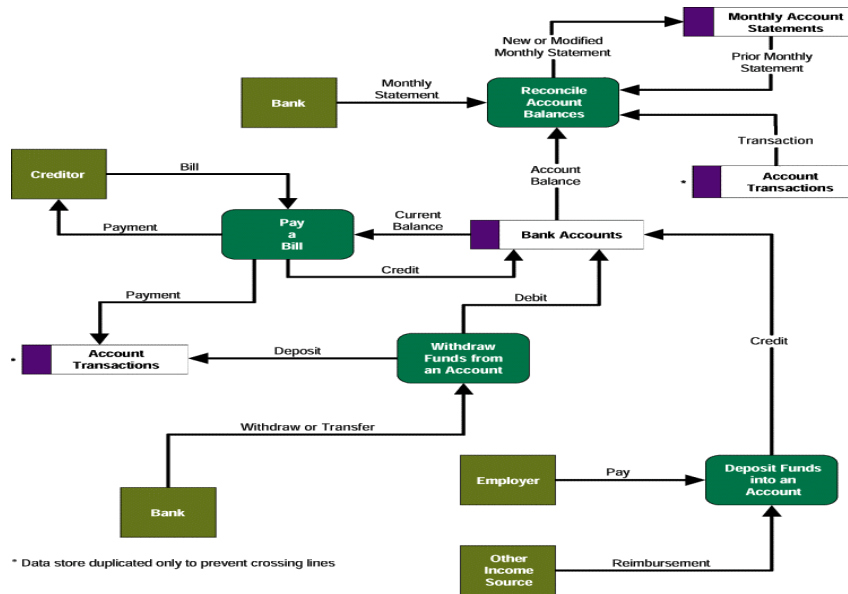 Monthly Account
Statements
New or Modified
Monthly Statement
Prior Monthly
Statement
Bank
Monthly
Statement
Reconcile
Account
Balances
Transaction
Creditor
Bill
Account
Balance
* Account
Transactions
Payment
Pay
a
Bill
Current
Balance
Bank Accounts
Credit
Payment
Debit
* Account
Transactions
Deposit
Withdraw
Funds from
an Account
Credit
Withdraw or Transfer
Bank
Employer
Pay
Deposit Funds
into an
Account
* Data store duplicated only to prevent crossing lines
Other
Income
Source
Reimbursement